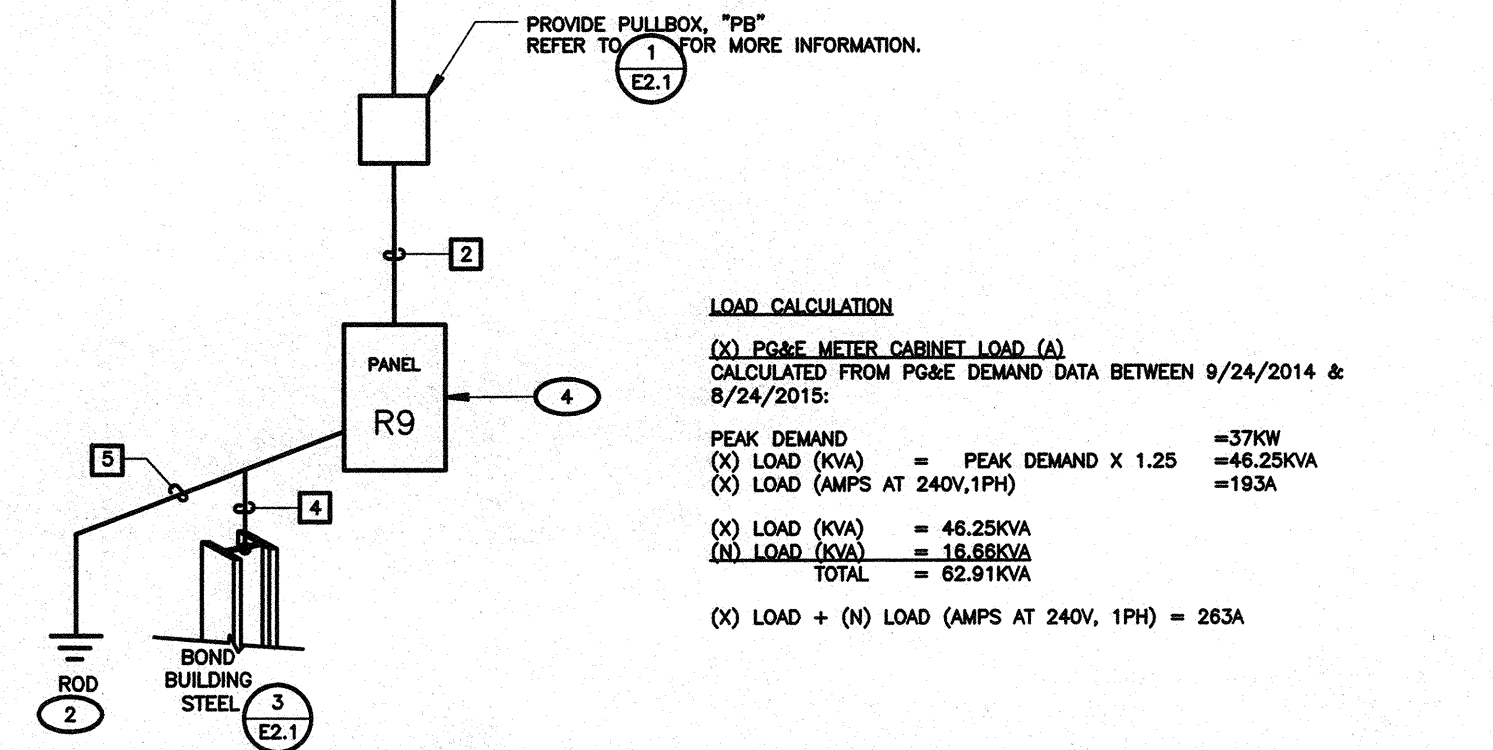 PROVIDE PULLBOX, "PB"
REFER TO 1 FOR MORE INFORMATION.
E2.1
2
PANEL
R9
4
5
4
BOND
BUILDING
STEEL
3
E2.1
ROD
2
LOAD CALCULATION
(X) PG&E METER CABINET LOAD (A)
CALCULATED FROM PG&E DEMAND DATA BETWEEN 9/24/2014 &
8/24/2015:
PEAK DEMAND =37KW
(X) LOAD (KVA) = PEAK DEMAND X 1.25 =46.25KVA
(X) LOAD (AMPS AT 240V,1PH) =193A
(X) LOAD (KVA) = 46.25KVA
(N) LOAD (KVA) = 16.66KVA
TOTAL = 62.91KVA
(X) LOAD + (N) LOAD (AMPS AT 240V, 1PH) = 263A